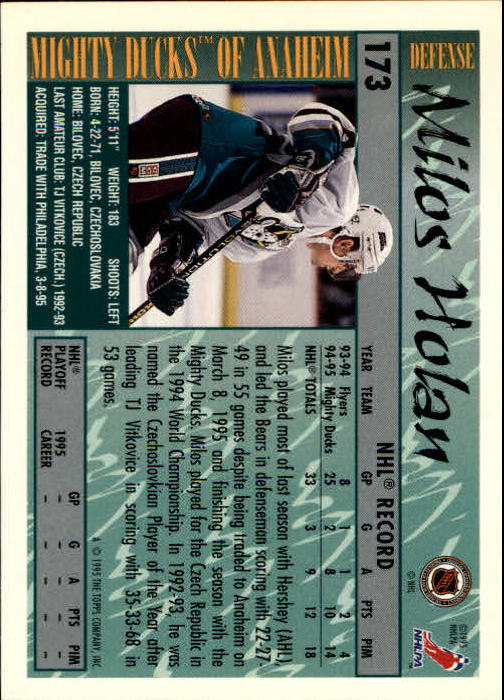 DEFENSE
Milos Holan
©1995 NHLPA
NHLPA™
NHL
© NHL
173
MIGHTY DUCKS™ OF ANAHEIM
HEIGHT: 5'11" WEIGHT: 183 SHOOTS: LEFT
BORN: 4-22-71, BILOVEC, CZECHOSLOVAKIA
HOME: BILOVEC, CZECH REPUBLIC
LAST AMATEUR CLUB: TJ VITKOVICE (CZECH.) 1992-93
ACQUIRED: TRADE WITH PHILADELPHIA, 3-8-95
NHL® RECORD
YEAR TEAM GP G A PTS PIM
93-94 Flyers 8 1 1 2 4
94-95 Mighty Ducks 25 2 8 10 14
NHL® TOTALS 33 3 9 12 18
Milos played most of last season with Hershey (AHL)
and led the Bears in defenseman scoring with 22-27-
49 in 55 games despite being traded to Anaheim on
March 8, 1995 and finishing the season with the
Mighty Ducks. Milos played for the Czech Republic in
the 1994 World Championship. In 1992-93, he was
named the Czechoslovakian Player of the Year after
leading TJ Vitkovice in scoring with 35-33-68 in
53 games.
NHL® GP G A PTS PIM
PLAYOFF 1995 - - - - -
RECORD CAREER - - - - -
© 1995 THE TOPPS COMPANY, INC.